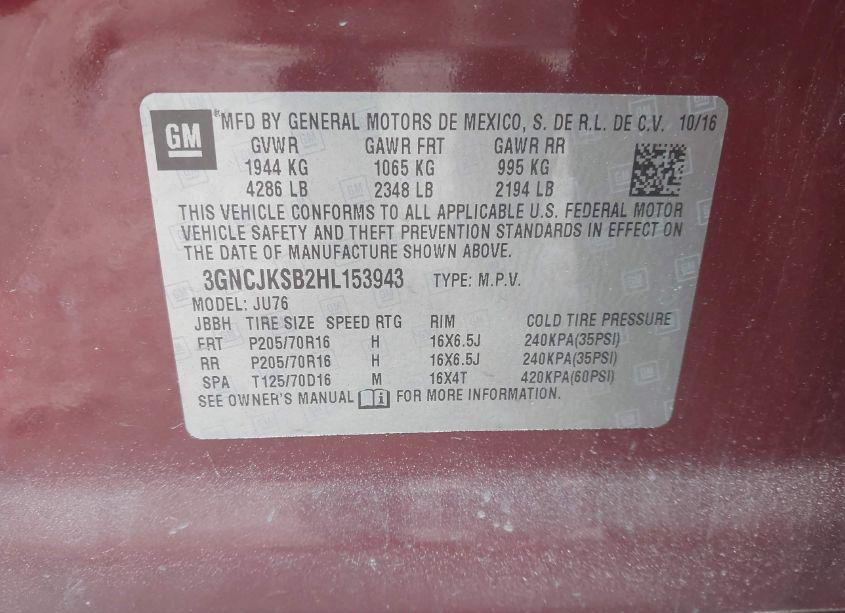 GM
® MFD BY GENERAL MOTORS DE MEXICO, S. DE R.L. DE C.V. 10/16
GVWR GAWR FRT GAWR RR
1944 KG 1065 KG 995 KG
4286 LB 2348 LB 2194 LB
THIS VEHICLE CONFORMS TO ALL APPLICABLE U.S. FEDERAL MOTOR
VEHICLE SAFETY AND THEFT PREVENTION STANDARDS IN EFFECT ON
THE DATE OF MANUFACTURE SHOWN ABOVE.
3GNCJKSB2HL153943 TYPE: M.P.V.
MODEL: JU76
JBBH TIRE SIZE SPEED RTG RIM COLD TIRE PRESSURE
FRT P205/70R16 H 16X6.5J 240KPA(35PSI)
RR P205/70R16 H 16X6.5J 240KPA(35PSI)
SPA T125/70D16 M 16X4T 420KPA(60PSI)
SEE OWNER'S MANUAL i FOR MORE INFORMATION.